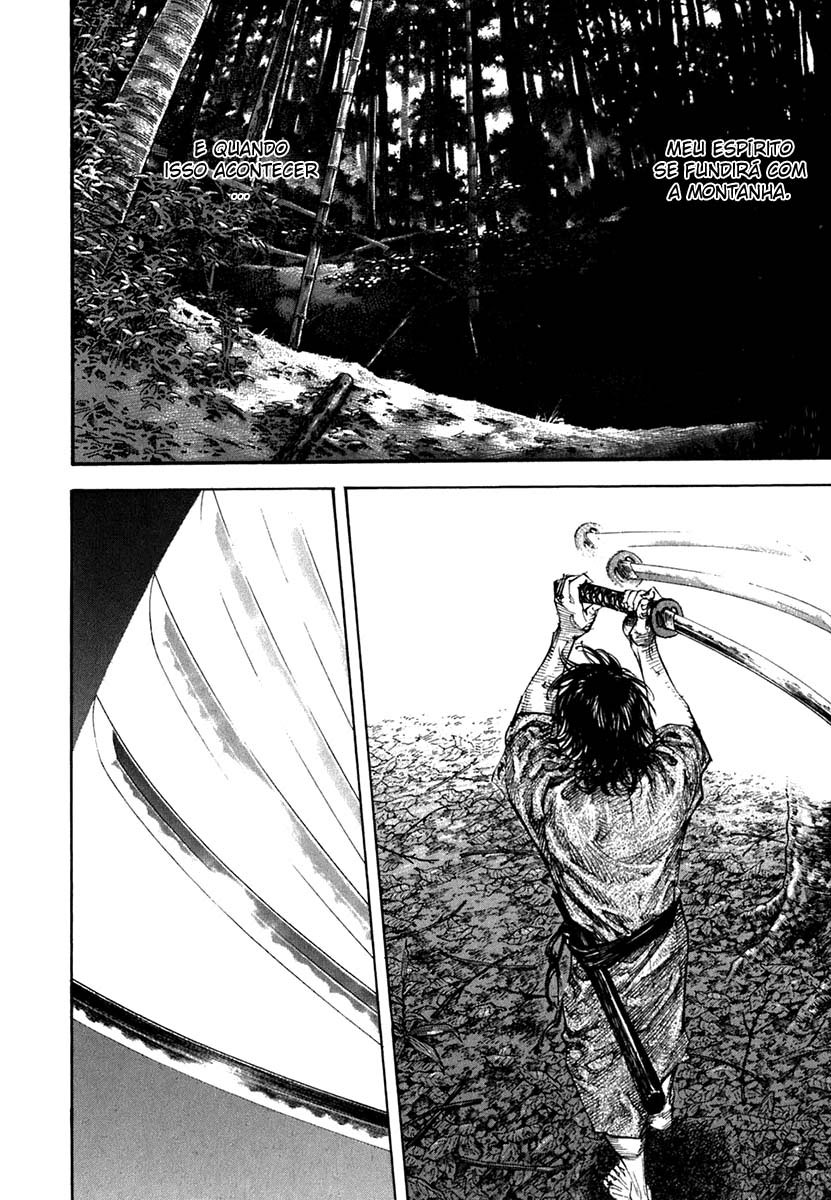 MEU ESPÍRITO
SE FUNDIRÁ COM
A MONTANHA.
E QUANDO
ISSO ACONTECER
...